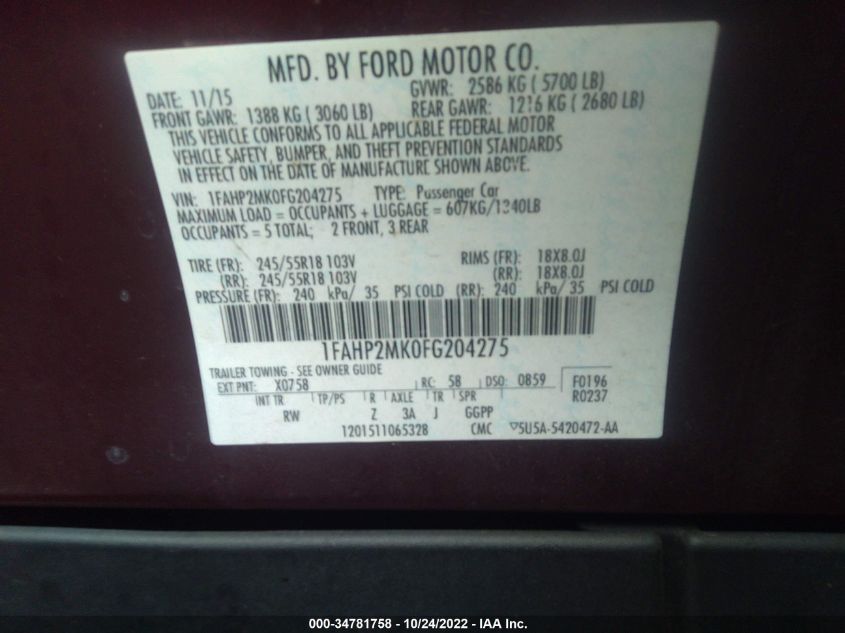 MFD. BY FORD MOTOR CO.
DATE: 11/15 GVWR: 2586 KG ( 5700 LB)
FRONT GAWR: 1388 KG ( 3060 LB) REAR GAWR: 1216 KG ( 2680 LB)
THIS VEHICLE CONFORMS TO ALL APPLICABLE FEDERAL MOTOR
VEHICLE SAFETY, BUMPER, AND THEFT PREVENTION STANDARDS
IN EFFECT ON THE DATE OF MANUFACTURE SHOWN ABOVE.
VIN: 1FAHP2MK0FG204275 TYPE: Passenger Car
MAXIMUM LOAD = OCCUPANTS + LUGGAGE = 607KG/1340LB
OCCUPANTS = 5 TOTAL; 2 FRONT, 3 REAR
TIRE (FR): 245/55R18 103V RIMS (FR): 18X8.0J
(RR): 245/55R18 103V (RR): 18X8.0J
PRESSURE (FR): 240 kPa/ 35 PSI COLD (RR): 240 kPa/ 35 PSI COLD
1FAHP2MK0FG204275
TRAILER TOWING - SEE OWNER GUIDE
EXT PNT: X0758 RC: 58 DSO: 0859 F0196
INT TR TP/PS R AXLE TR SPR R0237
RW Z 3A J GGPP
1201511065328 CMC ▽5U5A-5420472-AA
000-34781758 • 10/24/2022 - IAA Inc.